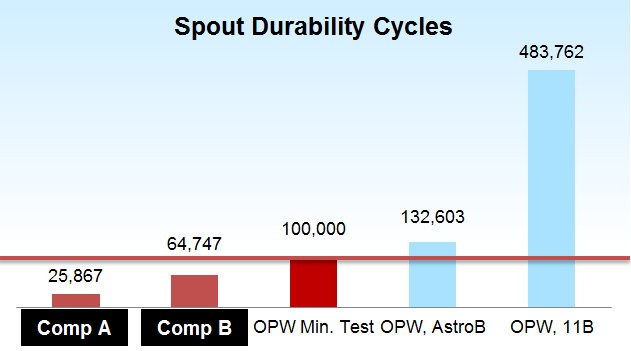 Spout Durability Cycles
483,762
132,603
100,000
64,747
25,867
Comp A Comp B OPW Min. Test OPW, AstroB OPW, 11B